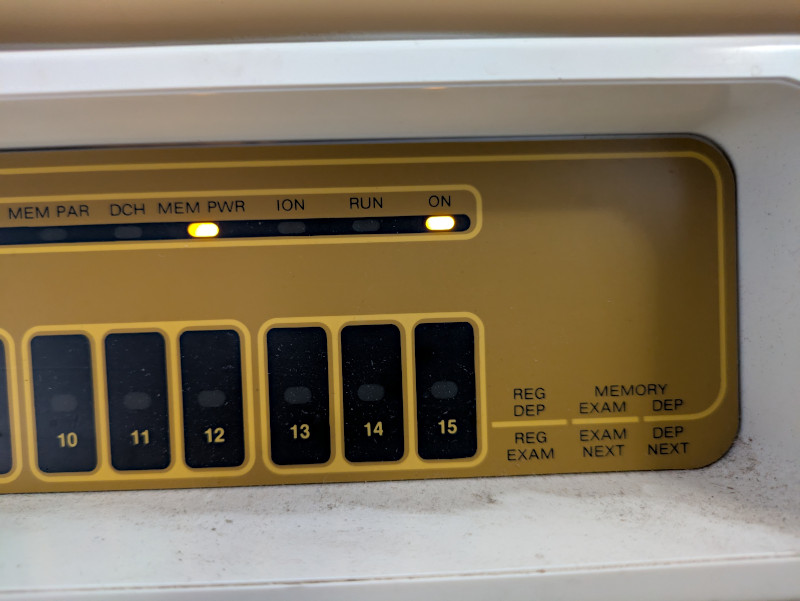 MEM PAR DCH MEM PWR ION RUN ON
10 11 12 13 14 15
REG DEP
MEMORY
EXAM DEP
REG EXAM
EXAM NEXT
DEP NEXT